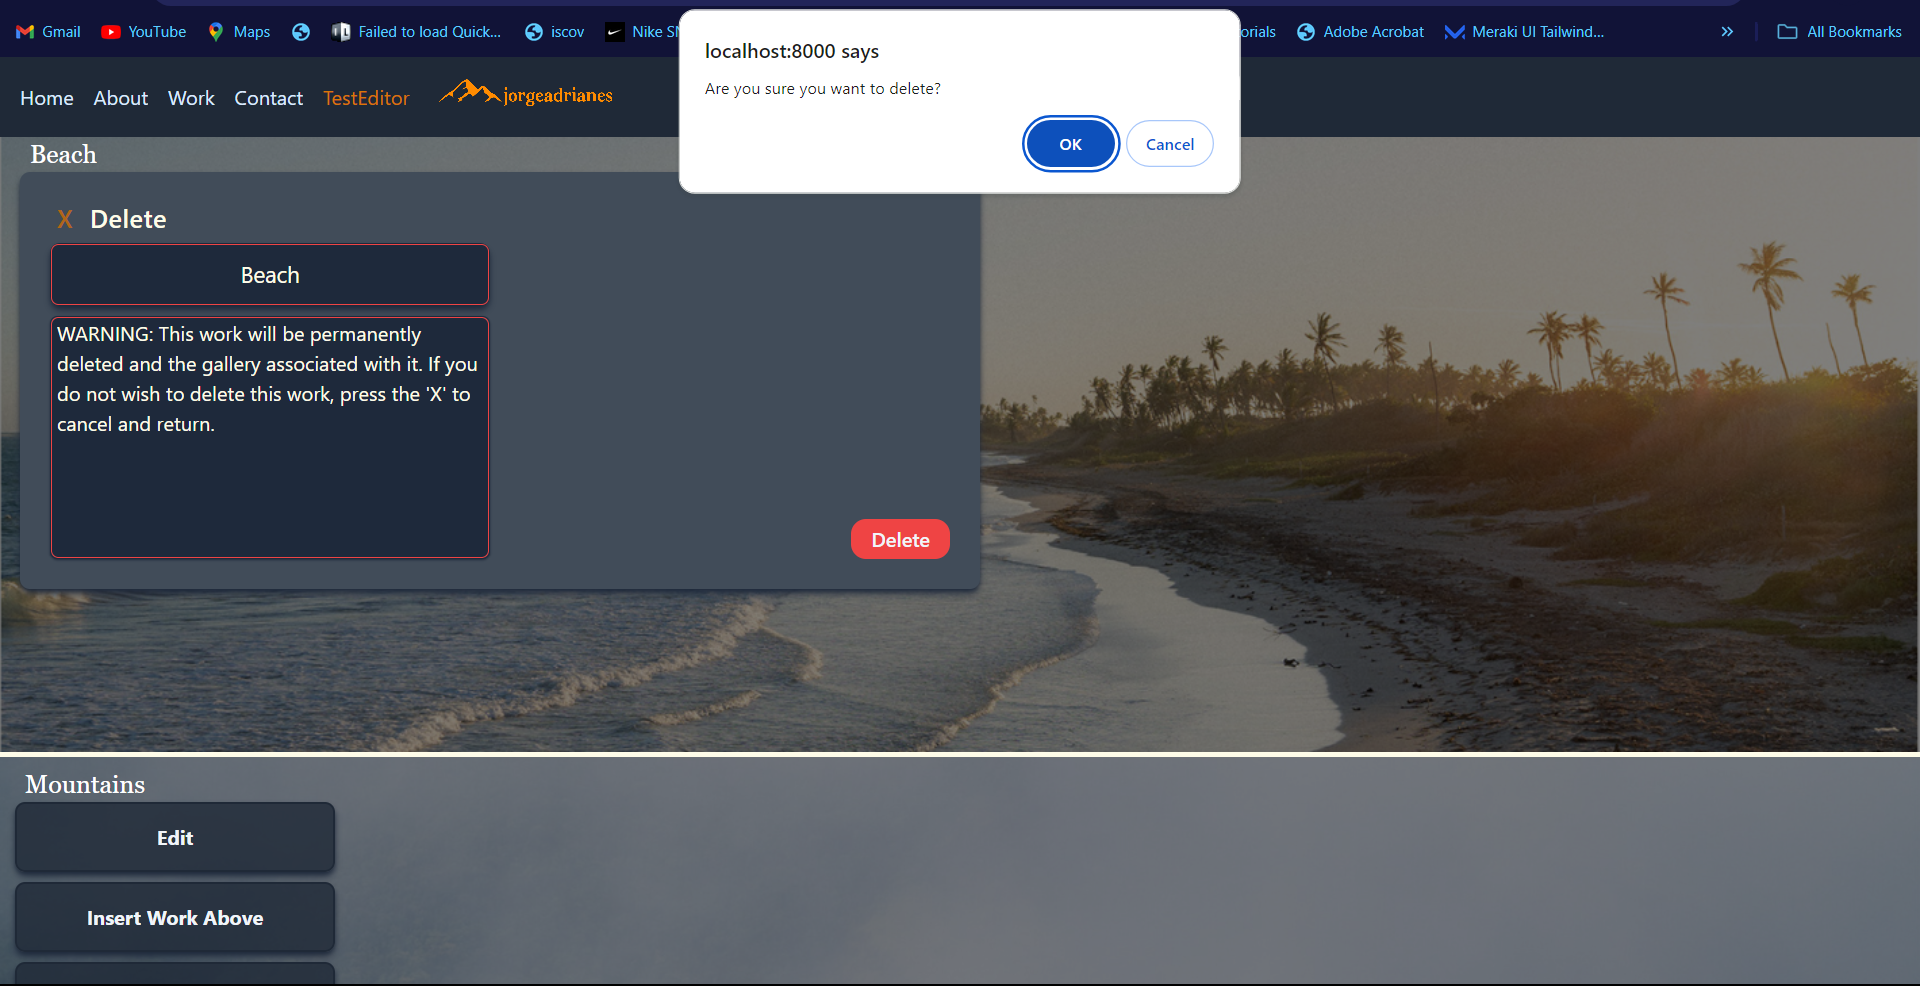 Gmail YouTube Maps Failed to load Quick... iscov Nike SN orials Adobe Acrobat Meraki UI Tailwind... » All Bookmarks
localhost:8000 says
Are you sure you want to delete?
OK Cancel
Home About Work Contact TestEditor jorgeadrianes
Beach
X Delete
Beach
WARNING: This work will be permanently
deleted and the gallery associated with it. If you
do not wish to delete this work, press the 'X' to
cancel and return.
Delete
Mountains
Edit
Insert Work Above